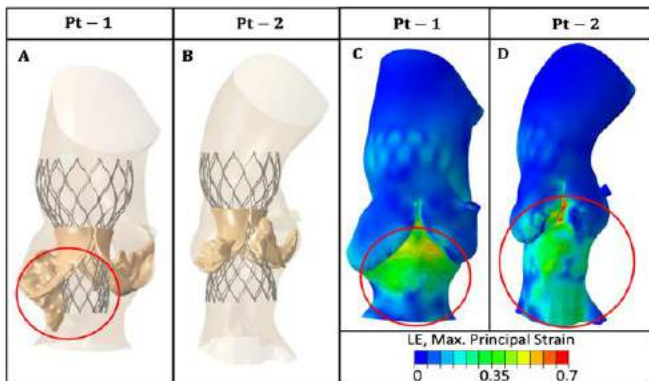 Pt – 1
Pt – 2
Pt – 1
Pt – 2
A
B
C
D
LE, Max. Principal Strain
0
0.35
0.7